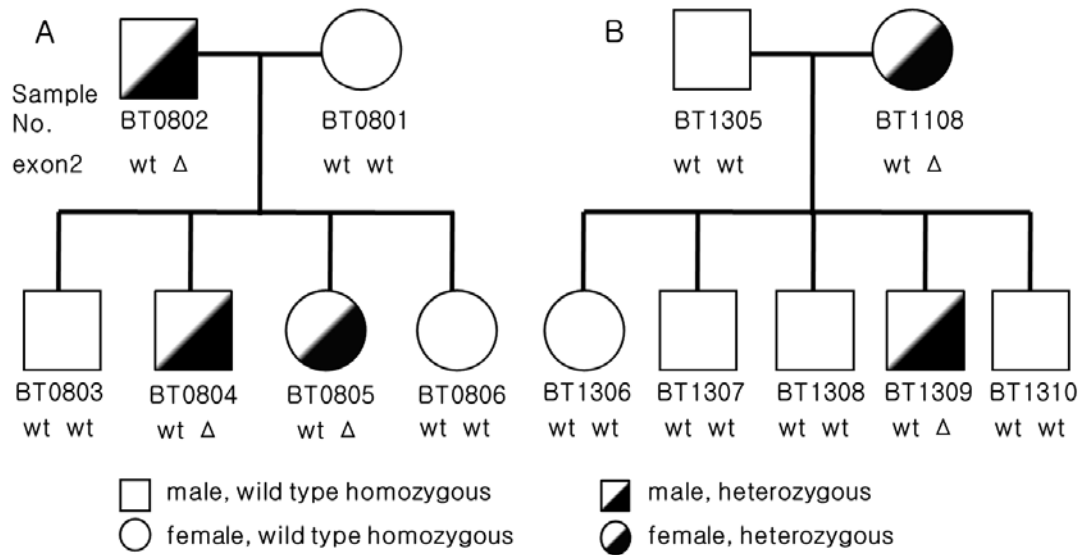 A
B
Sample No.
BT0802 BT0801 BT1305 BT1108
exon2 wt Δ wt wt wt wt wt Δ
BT0803 BT0804 BT0805 BT0806 BT1306 BT1307 BT1308 BT1309 BT1310
wt wt wt Δ wt Δ wt wt wt wt wt wt wt wt wt Δ wt wt
male, wild type homozygous
male, heterozygous
female, wild type homozygous
female, heterozygous